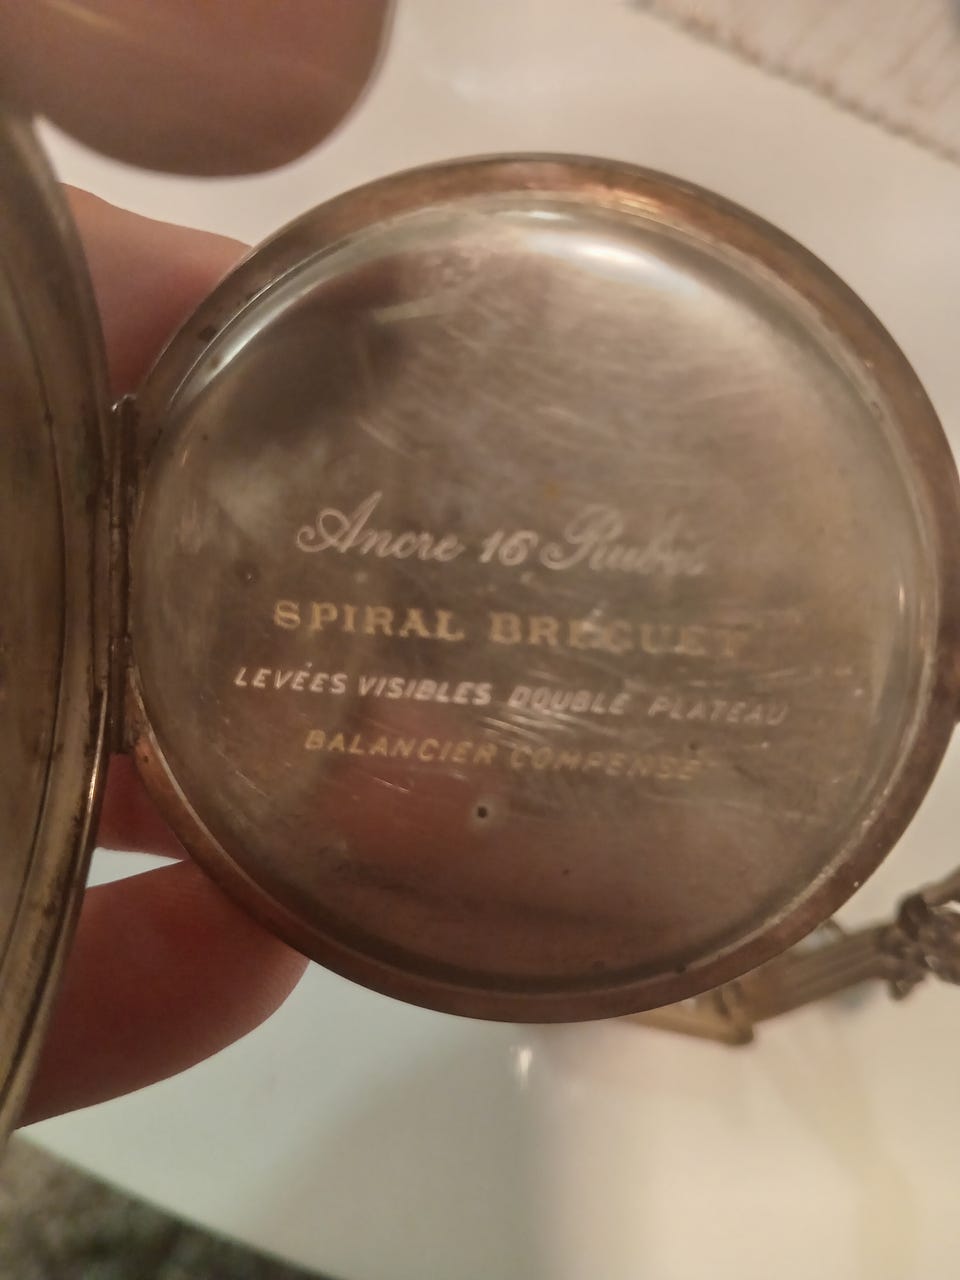 Ancre 16 Rubis
SPIRAL BREGUET
LEVÉES VISIBLES DOUBLE PLATEAU
BALANCIER COMPENSÉ